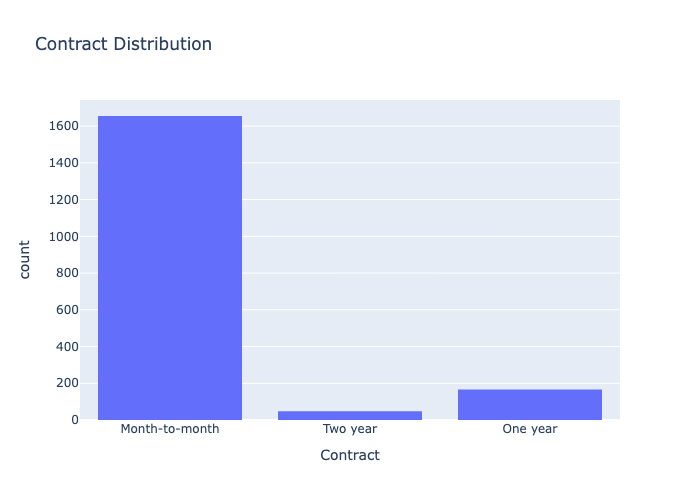 Contract Distribution
1600
1400
1200
1000
800
600
400
200
0
count
Month-to-month
Two year
One year
Contract